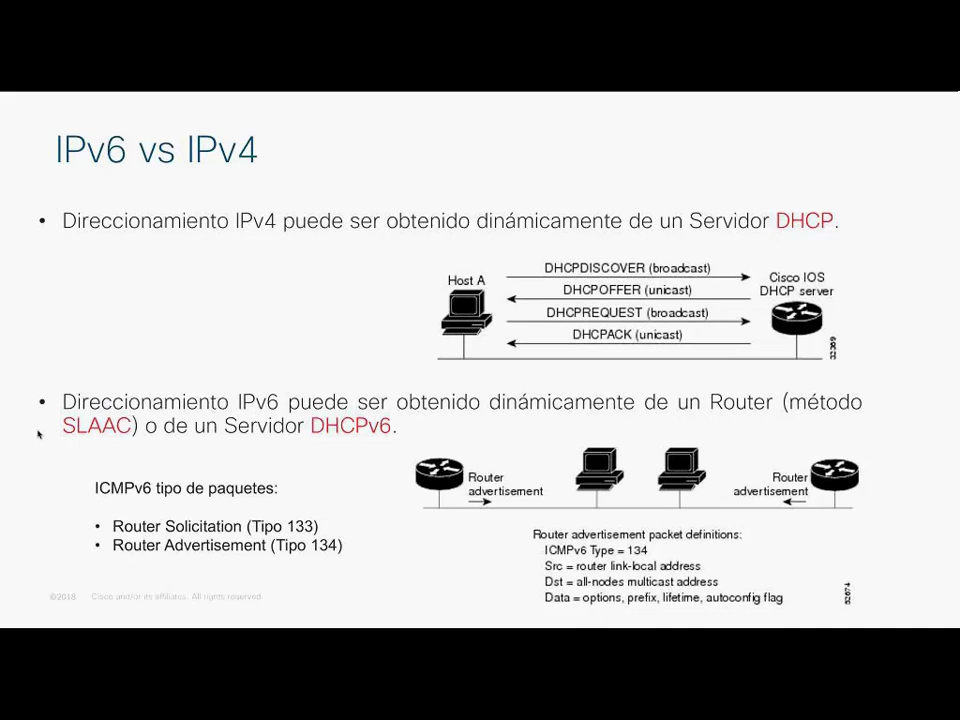 IPv6 vs IPv4
• Direccionamiento IPv4 puede ser obtenido dinámicamente de un Servidor DHCP.
Host A
DHCPDISCOVER (broadcast)
DHCPOFFER (unicast)
DHCPREQUEST (broadcast)
DHCPACK (unicast)
Cisco IOS
DHCP server
32369
• Direccionamiento IPv6 puede ser obtenido dinámicamente de un Router (método
SLAAC) o de un Servidor DHCPv6.
ICMPv6 tipo de paquetes:
• Router Solicitation (Tipo 133)
• Router Advertisement (Tipo 134)
Router
advertisement
Router
advertisement
Router advertisement packet definitions:
ICMPv6 Type = 134
Src = router link-local address
Dst = all-nodes multicast address
Data = options, prefix, lifetime, autoconfig flag
52674
©2018 Cisco and/or its affiliates. All rights reserved.